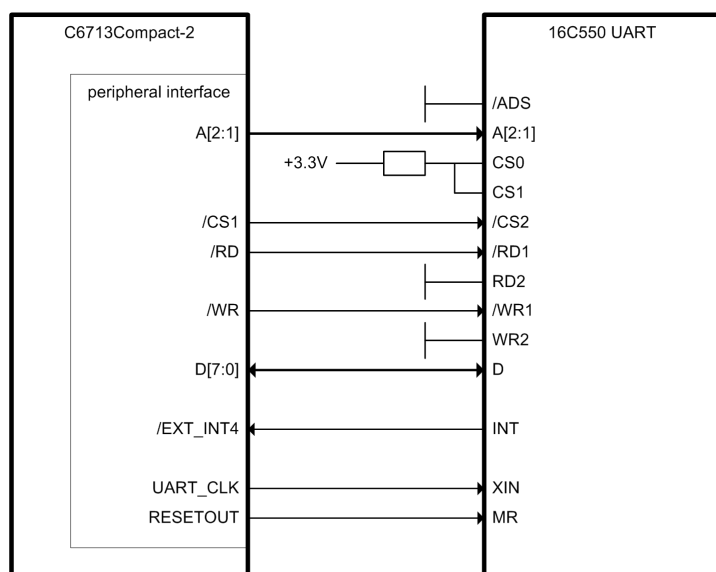 C6713Compact-2 16C550 UART
peripheral interface
/ADS
A[2:1] A[2:1]
+3.3V CS0
CS1
/CS1 /CS2
/RD /RD1
RD2
/WR /WR1
WR2
D[7:0] D
/EXT_INT4 INT
UART_CLK XIN
RESETOUT MR